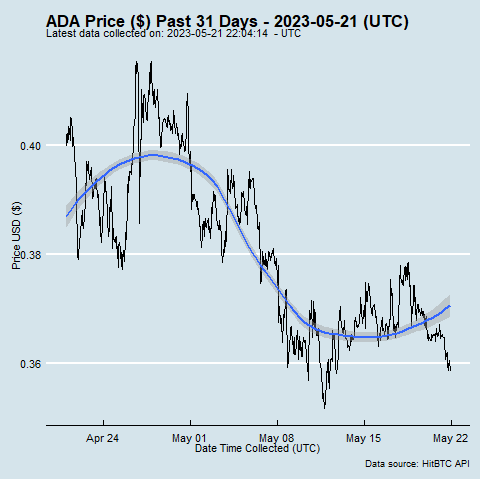 ADA Price ($) Past 31 Days - 2023-05-21 (UTC)
Latest data collected on: 2023-05-21 22:04:14 - UTC
0.40
0.38
0.36
Price USD ($)
Apr 24
May 01
May 08
May 15
May 22
Date Time Collected (UTC)
Data source: HitBTC API